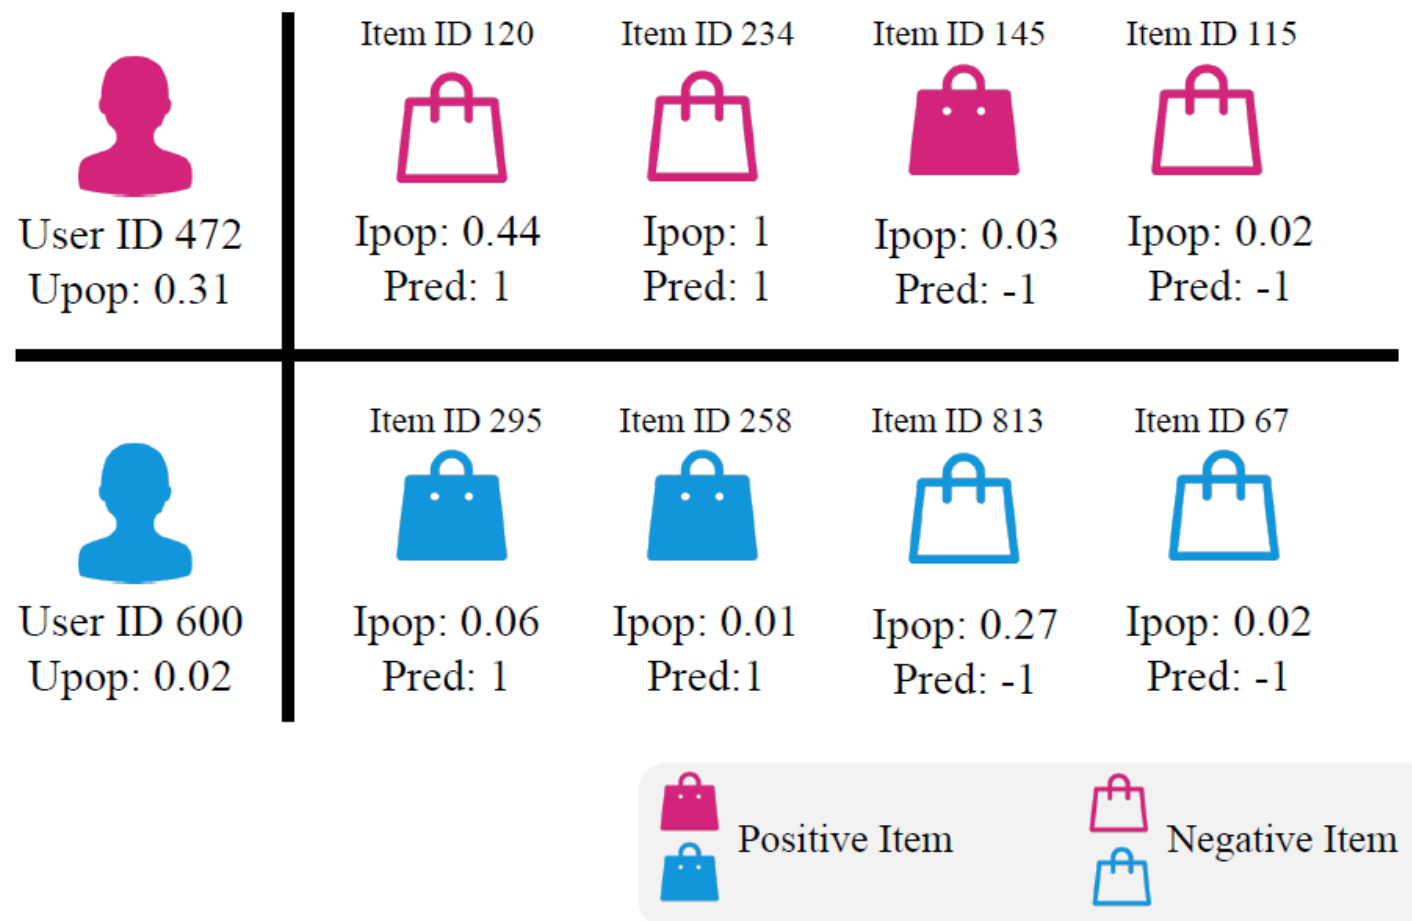 Item ID 120
Item ID 234
Item ID 145
Item ID 115
User ID 472
Upop: 0.31
Ipop: 0.44
Pred: 1
Ipop: 1
Pred: 1
Ipop: 0.03
Pred: -1
Ipop: 0.02
Pred: -1
Item ID 295
Item ID 258
Item ID 813
Item ID 67
User ID 600
Upop: 0.02
Ipop: 0.06
Pred: 1
Ipop: 0.01
Pred:1
Ipop: 0.27
Pred: -1
Ipop: 0.02
Pred: -1
Positive Item
Negative Item